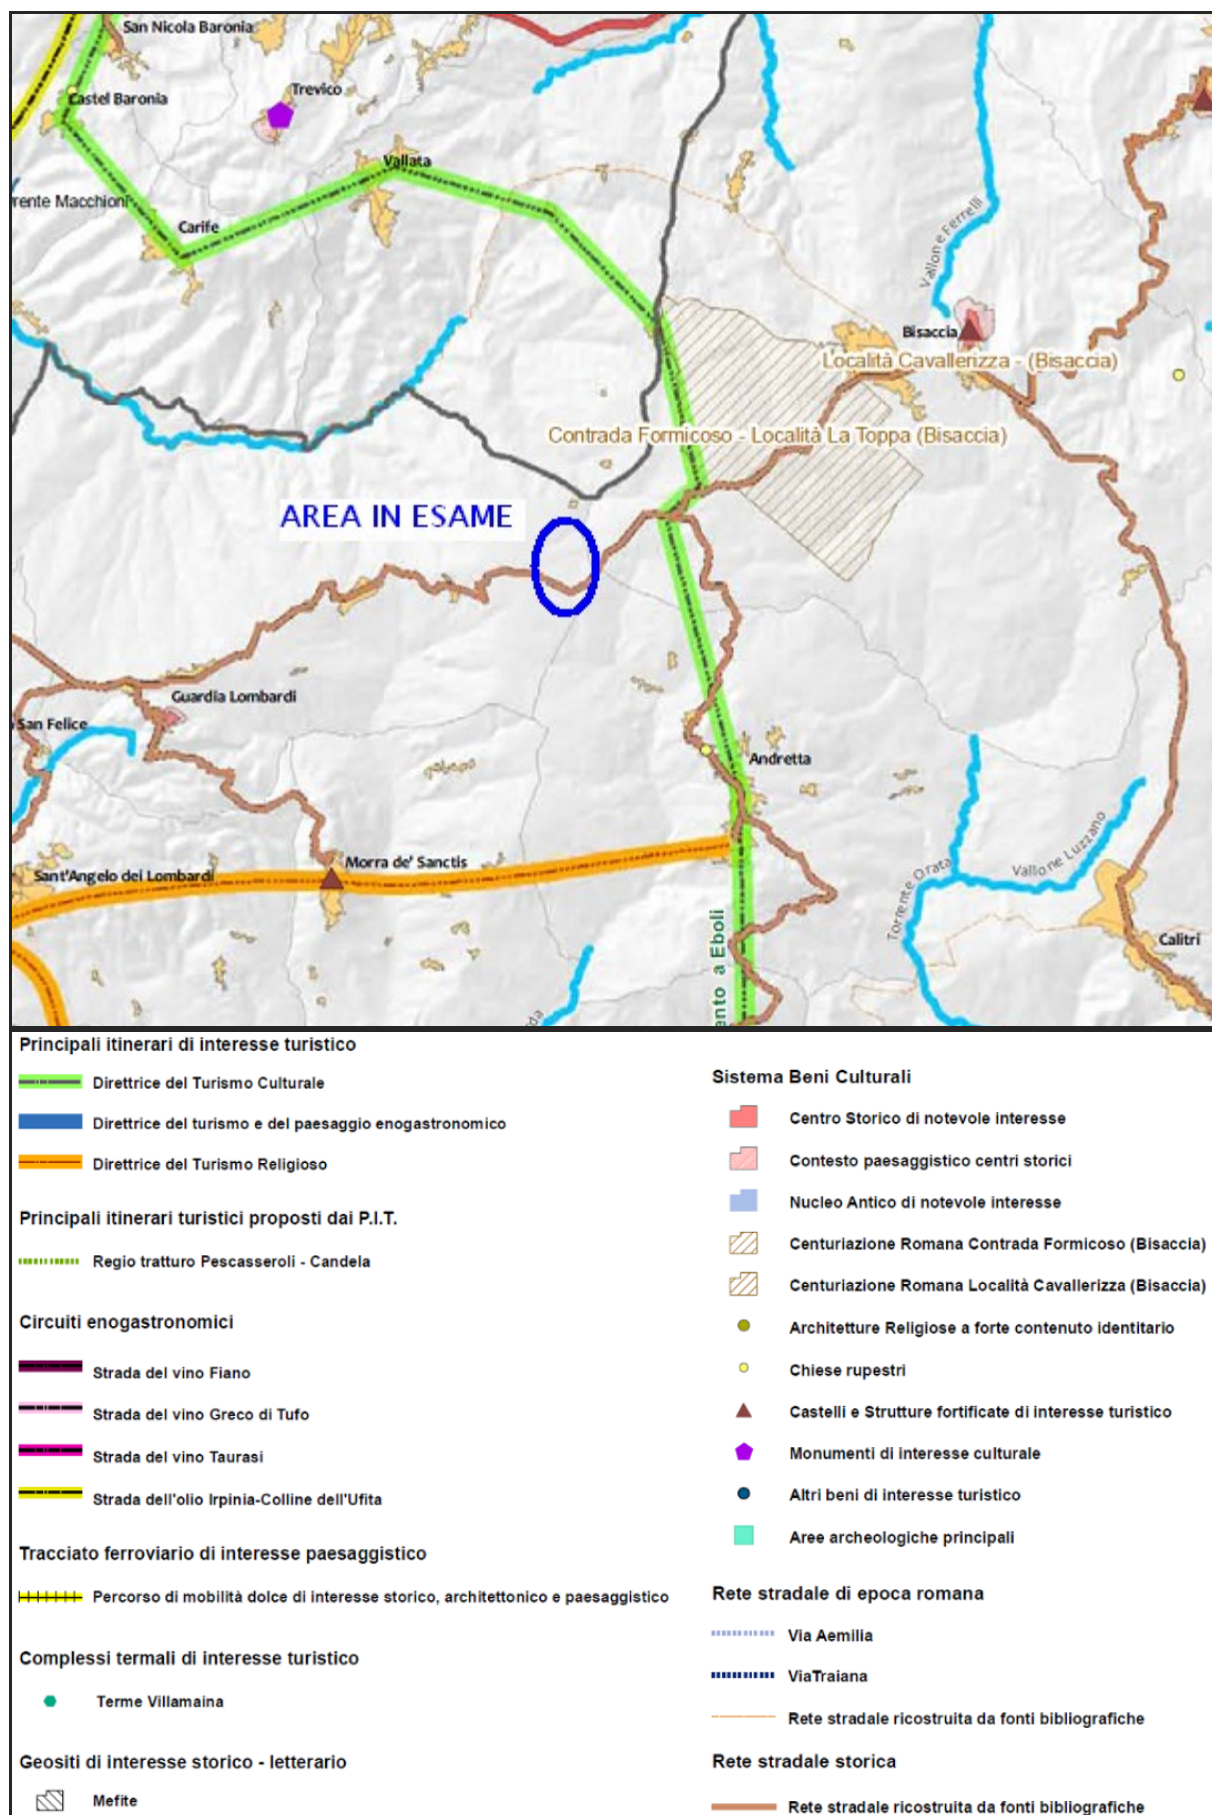 San Nicola Baronia
Trevico
Castel Baronia
Vallata
rente Macchioni
Carife
Vallone Ferrelli
Bisaccia
Località Cavallerizza - (Bisaccia)
Contrada Formicoso - Località La Toppa (Bisaccia)
AREA IN ESAME
Guardia Lombardi
San Felice
Andretta
Morra de' Sanctis
Sant'Angelo dei Lombardi
Vallone Luzzano
Torrente Orata
Calitri
ento a Eboli
da
Principali itinerari di interesse turistico
Direttrice del Turismo Culturale
Direttrice del turismo e del paesaggio enogastronomico
Direttrice del Turismo Religioso
Principali itinerari turistici proposti dai P.I.T.
Regio tratturo Pescasseroli - Candela
Circuiti enogastronomici
Strada del vino Fiano
Strada del vino Greco di Tufo
Strada del vino Taurasi
Strada dell'olio Irpinia-Colline dell'Ufita
Tracciato ferroviario di interesse paesaggistico
Percorso di mobilità dolce di interesse storico, architettonico e paesaggistico
Complessi termali di interesse turistico
Terme Villamaina
Geositi di interesse storico - letterario
Mefite
Sistema Beni Culturali
Centro Storico di notevole interesse
Contesto paesaggistico centri storici
Nucleo Antico di notevole interesse
Centuriazione Romana Contrada Formicoso (Bisaccia)
Centuriazione Romana Località Cavallerizza (Bisaccia)
Architetture Religiose a forte contenuto identitario
Chiese rupestri
Castelli e Strutture fortificate di interesse turistico
Monumenti di interesse culturale
Altri beni di interesse turistico
Aree archeologiche principali
Rete stradale di epoca romana
Via Aemilia
ViaTraiana
Rete stradale ricostruita da fonti bibliografiche
Rete stradale storica
Rete stradale ricostruita da fonti bibliografiche